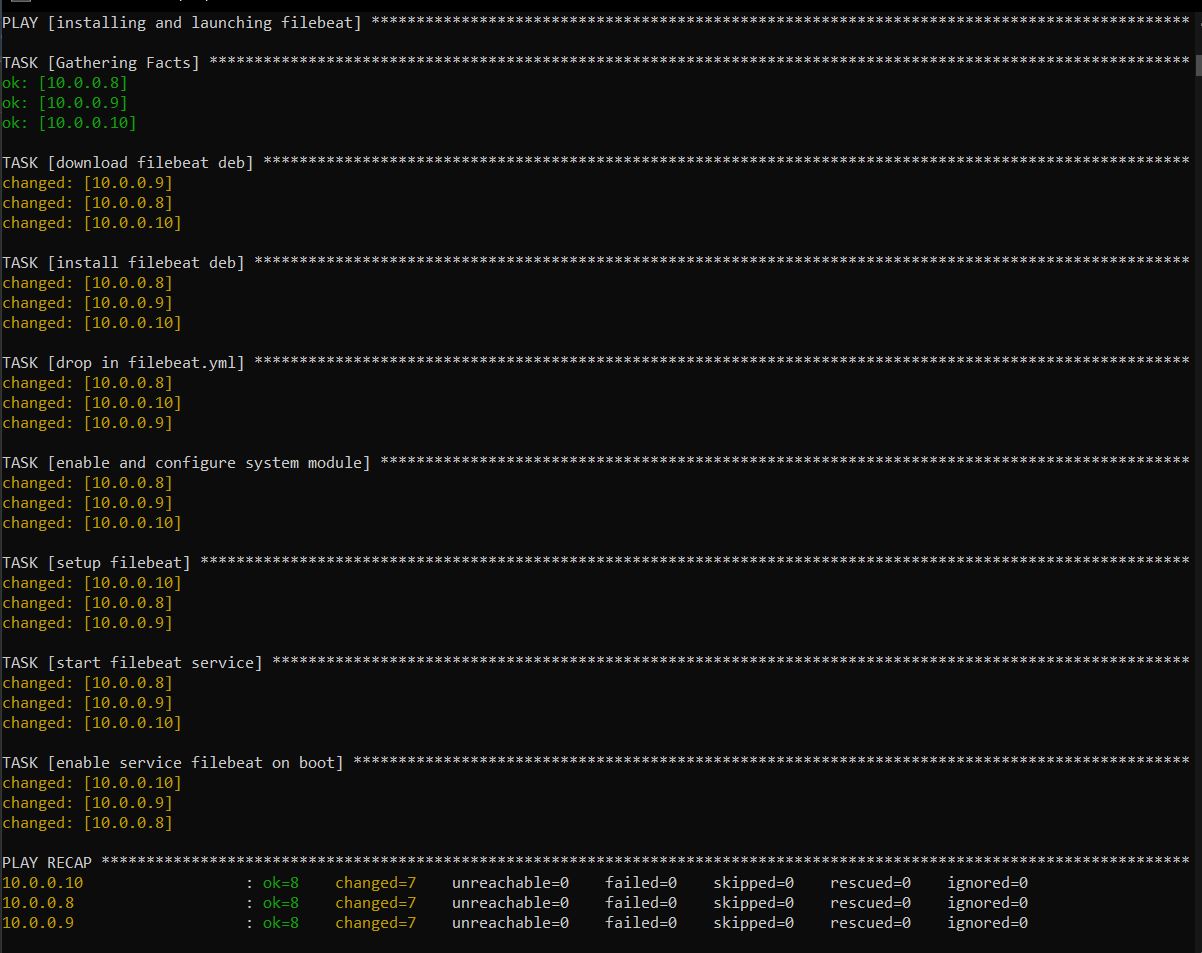 PLAY [installing and launching filebeat] *******************************************************************************************
TASK [Gathering Facts] *************************************************************************************************************
ok: [10.0.0.8]
ok: [10.0.0.9]
ok: [10.0.0.10]
TASK [download filebeat deb] *******************************************************************************************************
changed: [10.0.0.9]
changed: [10.0.0.8]
changed: [10.0.0.10]
TASK [install filebeat deb] ********************************************************************************************************
changed: [10.0.0.8]
changed: [10.0.0.9]
changed: [10.0.0.10]
TASK [drop in filebeat.yml] ********************************************************************************************************
changed: [10.0.0.8]
changed: [10.0.0.10]
changed: [10.0.0.9]
TASK [enable and configure system module] ******************************************************************************************
changed: [10.0.0.8]
changed: [10.0.0.9]
changed: [10.0.0.10]
TASK [setup filebeat] **************************************************************************************************************
changed: [10.0.0.10]
changed: [10.0.0.8]
changed: [10.0.0.9]
TASK [start filebeat service] ******************************************************************************************************
changed: [10.0.0.8]
changed: [10.0.0.9]
changed: [10.0.0.10]
TASK [enable service filebeat on boot] *********************************************************************************************
changed: [10.0.0.10]
changed: [10.0.0.9]
changed: [10.0.0.8]
PLAY RECAP *************************************************************************************************************************
10.0.0.10                  : ok=8    changed=7    unreachable=0    failed=0    skipped=0    rescued=0    ignored=0
10.0.0.8                   : ok=8    changed=7    unreachable=0    failed=0    skipped=0    rescued=0    ignored=0
10.0.0.9                   : ok=8    changed=7    unreachable=0    failed=0    skipped=0    rescued=0    ignored=0